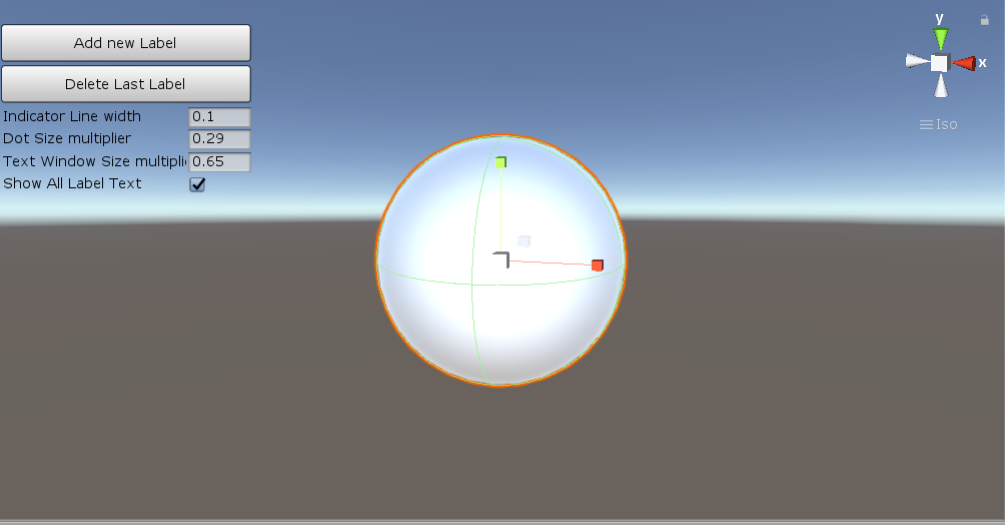 Add new Label
Delete Last Label
Indicator Line width 0.1
Dot Size multiplier 0.29
Text Window Size multipli 0.65
Show All Label Text
y
x
Iso